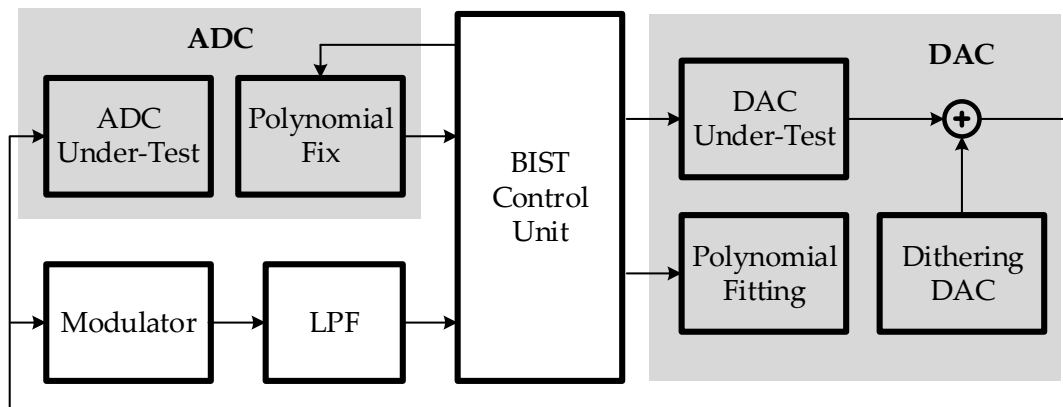 ADC
ADC
Under-Test
Polynomial
Fix
Modulator
LPF
BIST
Control
Unit
DAC
DAC
Under-Test
+
Polynomial
Fitting
Dithering
DAC